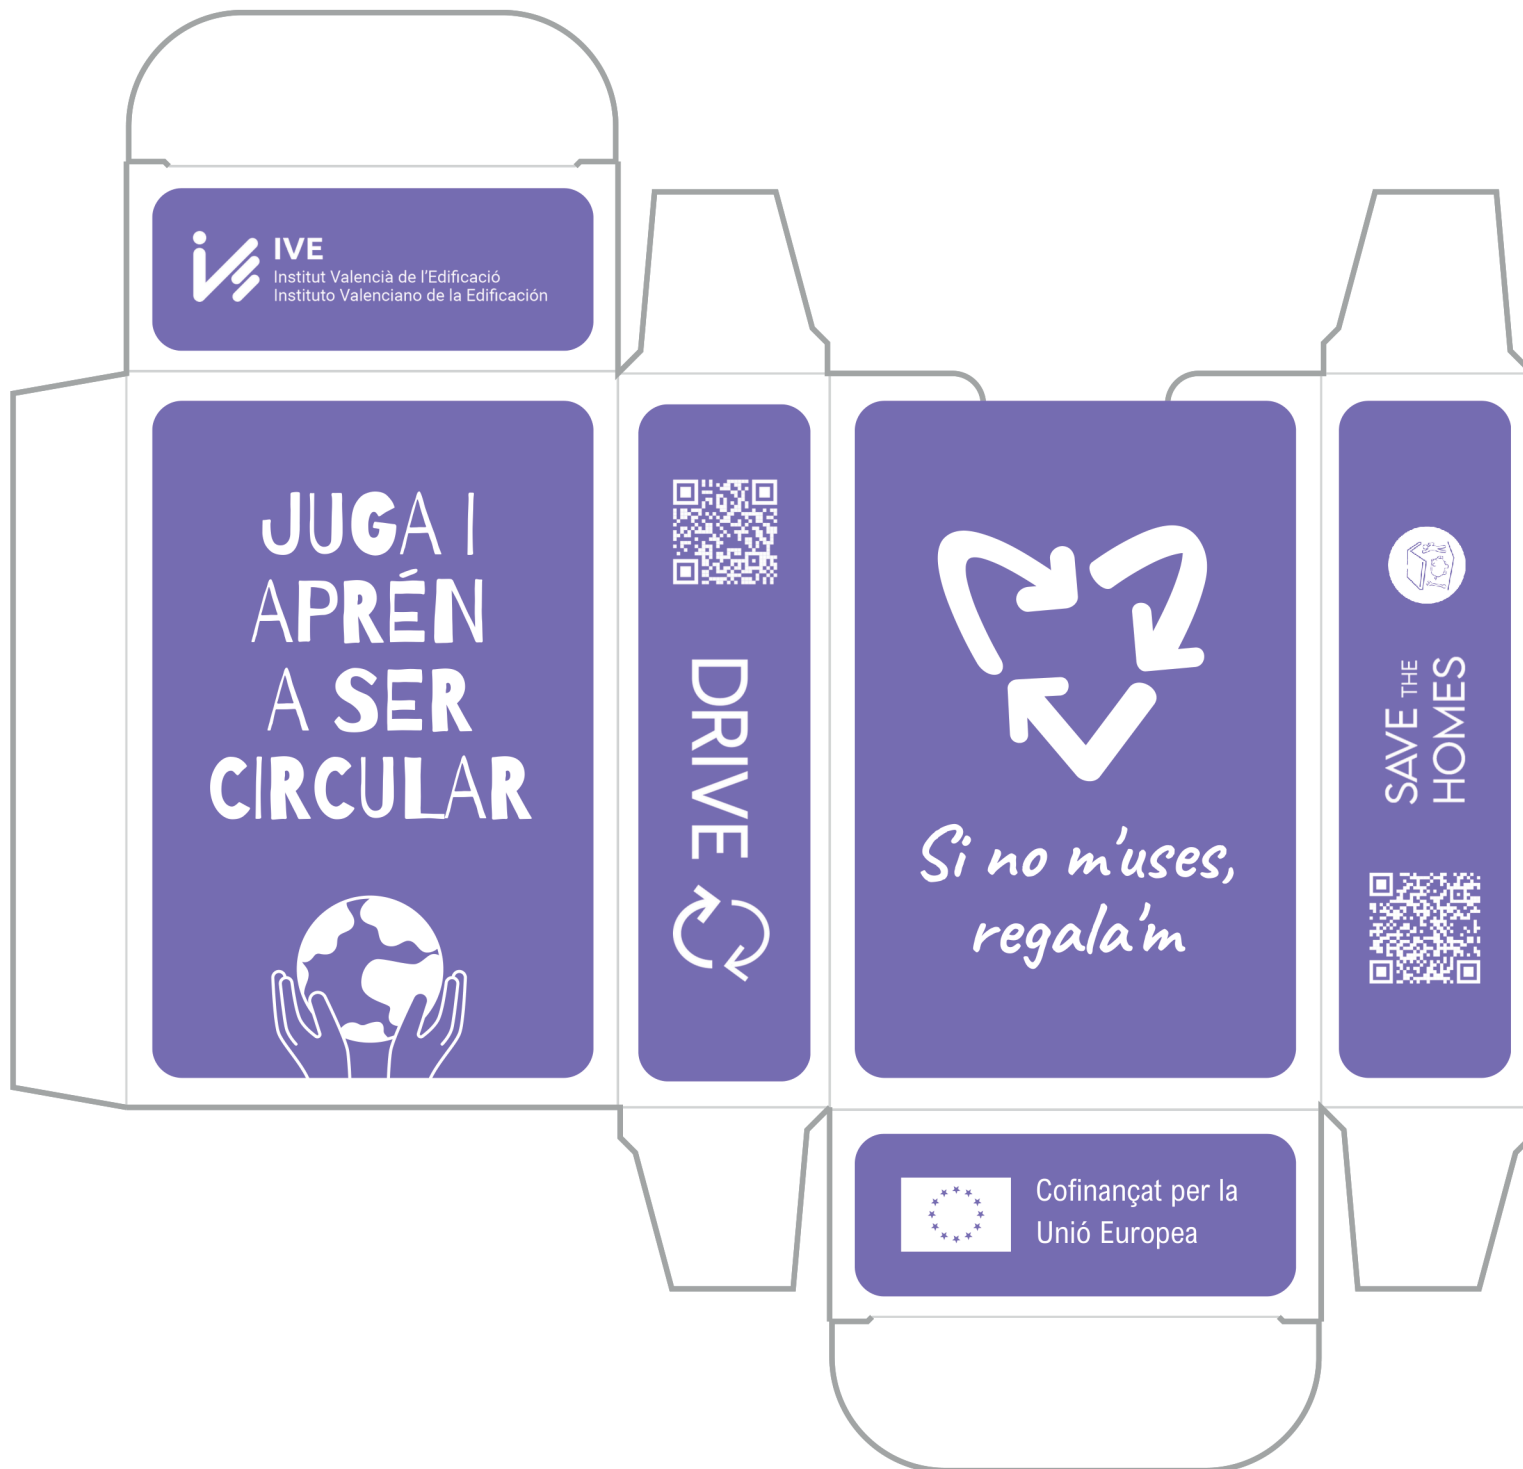 IVE
Institut Valencià de l'Edificació
Instituto Valenciano de la Edificación
JUGA I
APRÉN
A SER
CIRCULAR
DRIVE
Si no m'uses,
regala'm
SAVE THE
HOMES
Cofinançat per la
Unió Europea